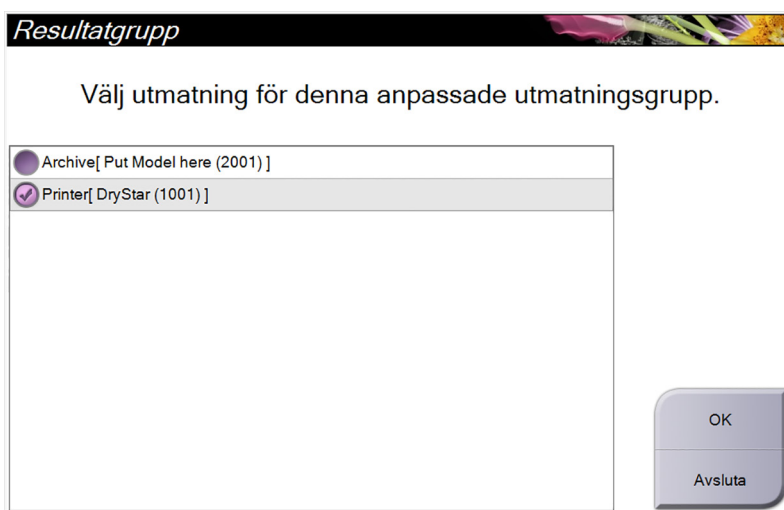 Resultatgrupp
Välj utmatning för denna anpassade utmatningsgrupp.
Archive[ Put Model here (2001) ]
Printer[ DryStar (1001) ]
OK
Avsluta